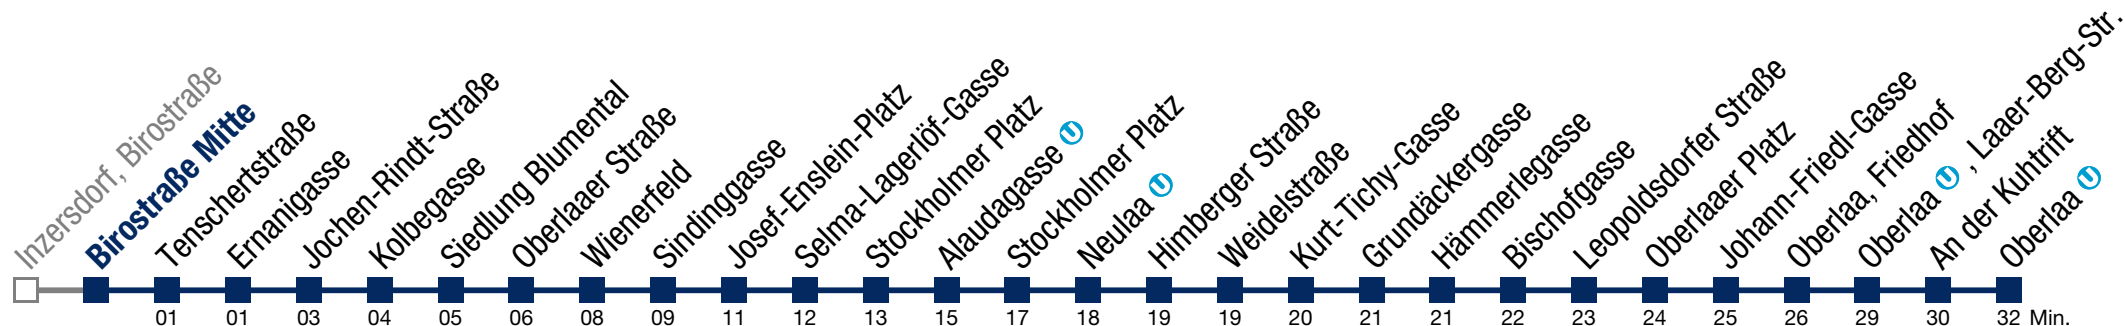 Inzersdorf, Birostraße
Birostraße Mitte
Tenschertstraße
Ernanigasse
Jochen-Rindt-Straße
Kolbegasse
Siedlung Blumental
Oberlaaer Straße
Wienerfeld
Sindinggasse
Josef-Enslein-Platz
Selma-Lagerlöf-Gasse
Stockholmer Platz
Alaudagasse U
Stockholmer Platz
Neulaa U
Himberger Straße
Weidelstraße
Kurt-Tichy-Gasse
Grundäckergasse
Hämmerlegasse
Bischofgasse
Leopoldsdorfer Straße
Oberlaaer Platz
Johann-Friedl-Gasse
Oberlaa, Friedhof
Oberlaa U , Laaer-Berg-Str.
An der Kuhtrift
Oberlaa U
01 01 03 04 05 06 08 09 11 12 13 15 17 18 19 19 20 21 21 22 23 24 25 26 29 30 32 Min.